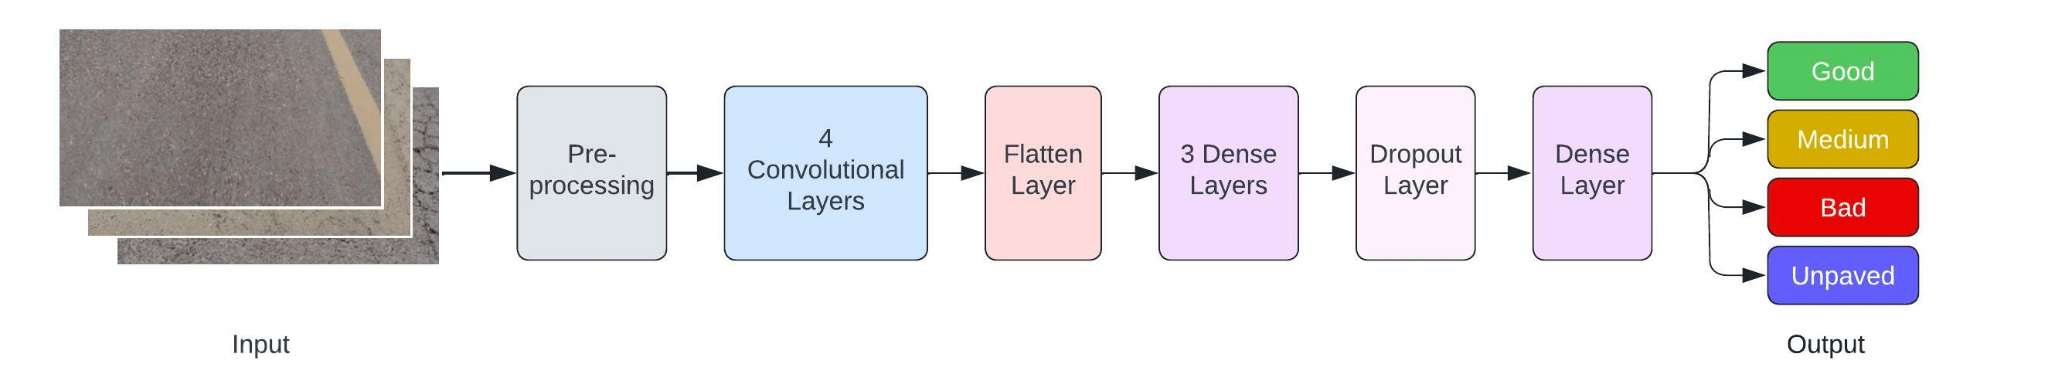 Pre-
processing
4
Convolutional
Layers
Flatten
Layer
3 Dense
Layers
Dropout
Layer
Dense
Layer
Good
Medium
Bad
Unpaved
Input
Output